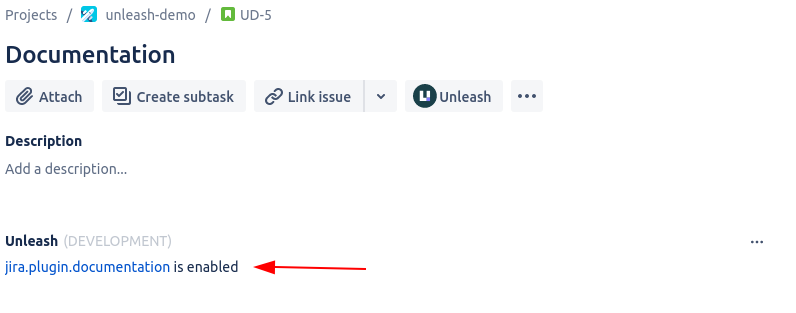 Projects / unleash-demo / UD-5
Documentation
Attach Create subtask Link issue Unleash
Description
Add a description...
Unleash (DEVELOPMENT)
jira.plugin.documentation is enabled